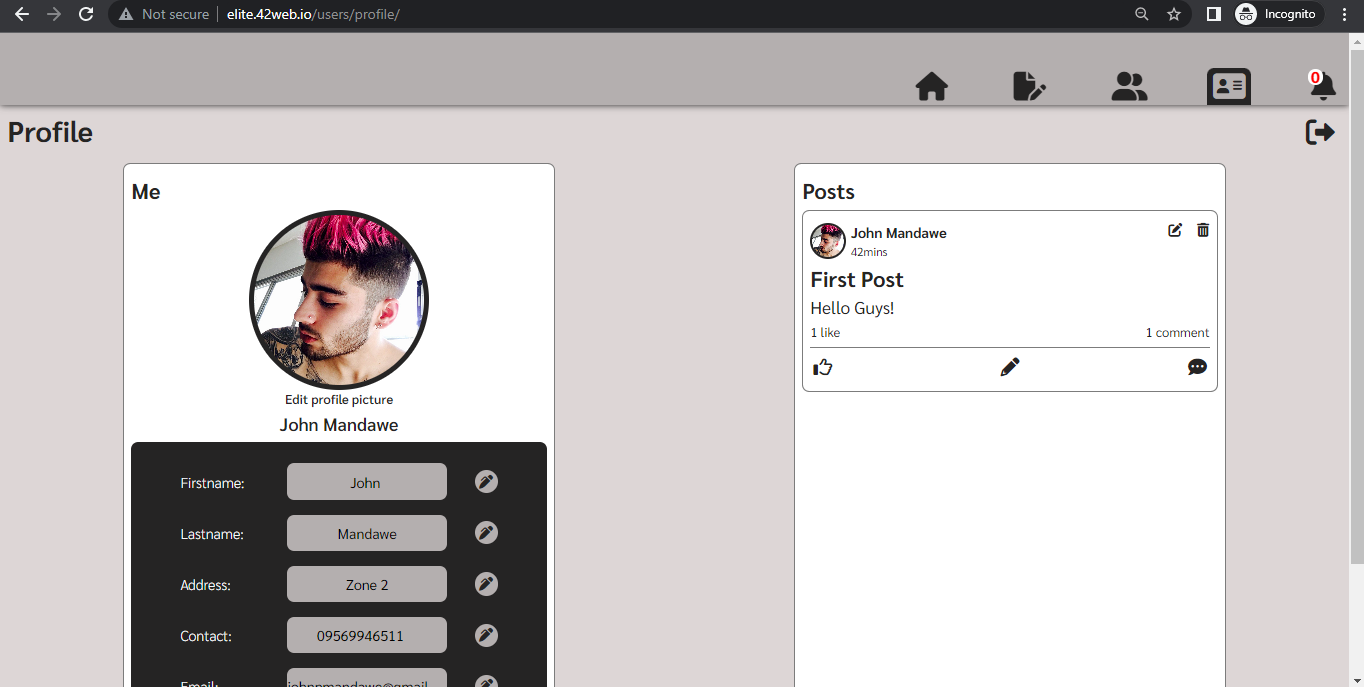 Not secure
elite.42web.io/users/profile/
Incognito
0
Profile
Me
Edit profile picture
John Mandawe
Firstname:
John
Lastname:
Mandawe
Address:
Zone 2
Contact:
09569946511
Email:
johnpmandawe@gmail
Posts
John Mandawe
42mins
First Post
Hello Guys!
1 like
1 comment